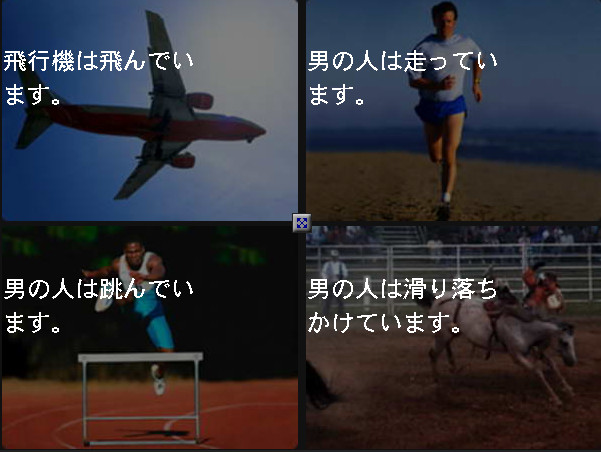 飛行機は飛んでい
ます。
男の人は走ってい
ます。
男の人は跳んでい
ます。
男の人は滑り落ち
かけています。